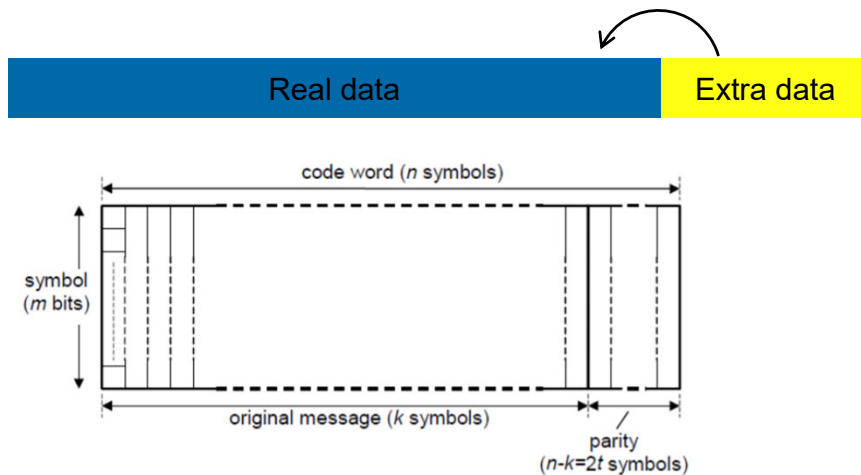 Real data
Extra data
code word (n symbols)
symbol
(m bits)
original message (k symbols)
parity
(n-k=2t symbols)